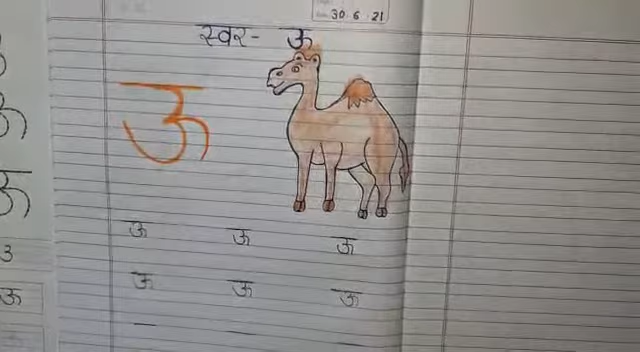 30 6 21
स्वर- ऊ
ऊ
ऊ ऊ ऊ
ऊ ऊ ऊ